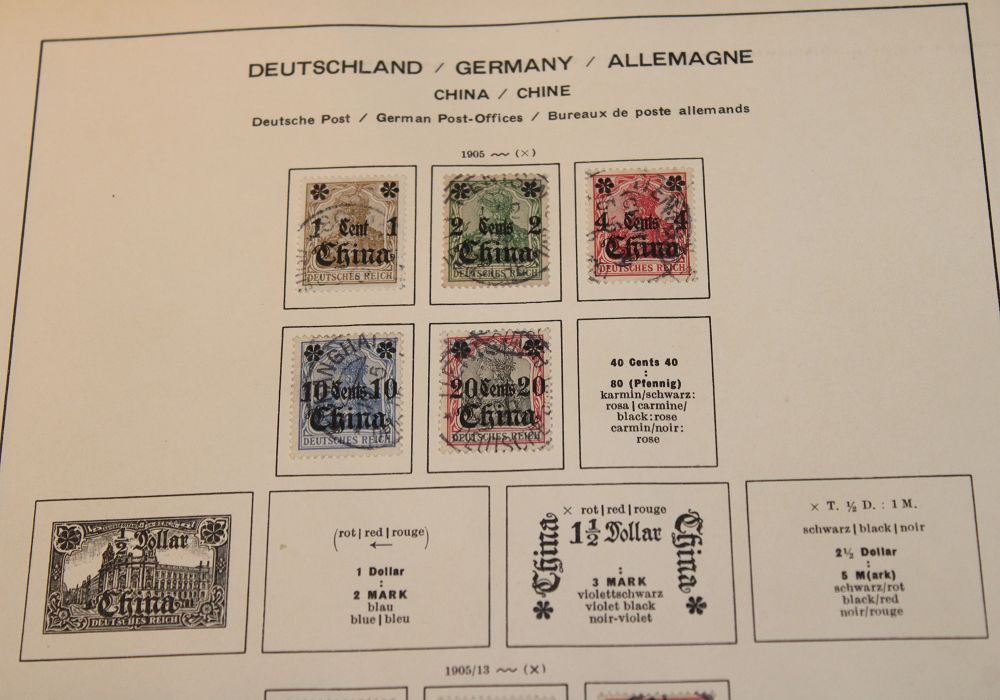 DEUTSCHLAND / GERMANY / ALLEMAGNE
CHINA / CHINE
Deutsche Post / German Post-Offices / Bureaux de poste allemands
1905 ~~ (×)
1 Cent 1
China
DEUTSCHES REICH
2 Cents 2
China
DEUTSCHES REICH
4 Cents 4
China
DEUTSCHES REICH
SHANGHAI
10 Cents 10
China
DEUTSCHES REICH
20 Cents 20
China
DEUTSCHES REICH
40 Cents 40
:
80 (Pfennig)
karmin/schwarz:
rosa | carmine/
black:rose
carmin/noir:
rose
½ Dollar
China
DEUTSCHES REICH
(rot | red | rouge)
←
1 Dollar
:
2 MARK
blau
blue | bleu
× rot | red | rouge
1½ Dollar
China
China
:
3 MARK
violettschwarz
violet black
noir-violet
× T. ½ D. : 1 M.
schwarz | black | noir
2½ Dollar
:
5 M(ark)
schwarz/rot
black/red
noir/rouge
1905/13 ~~ (×)